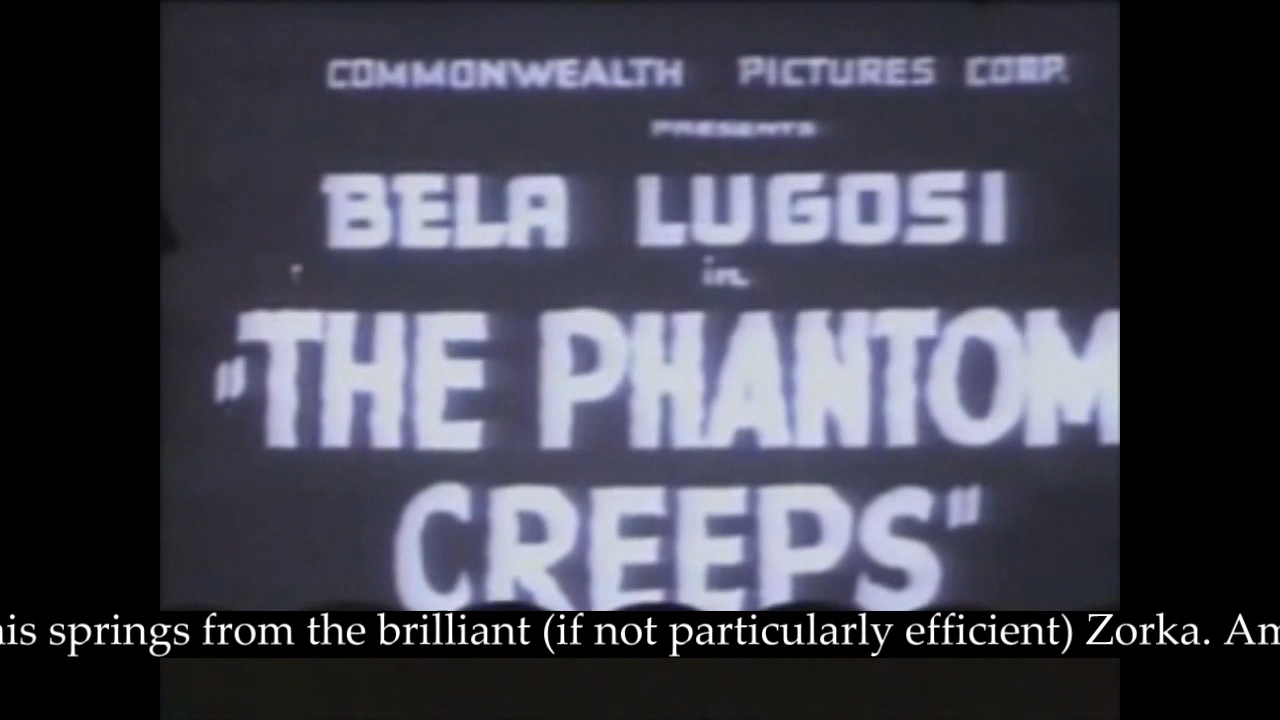 COMMONWEALTH PICTURES CORP.
PRESENTS
BELA LUGOSI
in
"THE PHANTOM
CREEPS"
his springs from the brilliant (if not particularly efficient) Zorka. Am